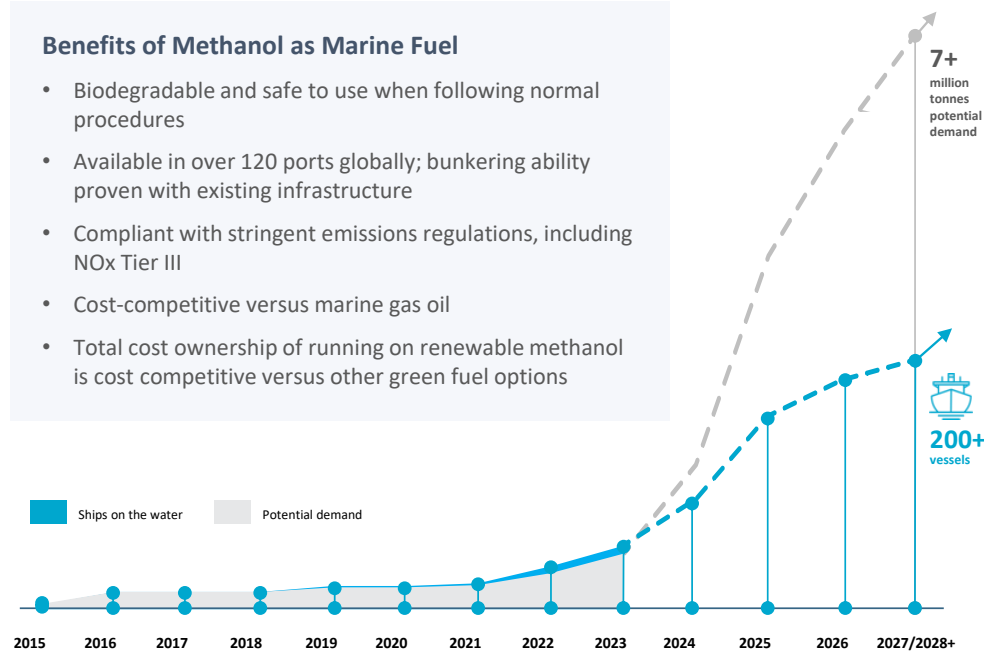 Benefits of Methanol as Marine Fuel
• Biodegradable and safe to use when following normal
procedures
• Available in over 120 ports globally; bunkering ability
proven with existing infrastructure
• Compliant with stringent emissions regulations, including
NOx Tier III
• Cost-competitive versus marine gas oil
• Total cost ownership of running on renewable methanol
is cost competitive versus other green fuel options
7+
million
tonnes
potential
demand
200+
vessels
Ships on the water
Potential demand
2015 2016 2017 2018 2019 2020 2021 2022 2023 2024 2025 2026 2027/2028+